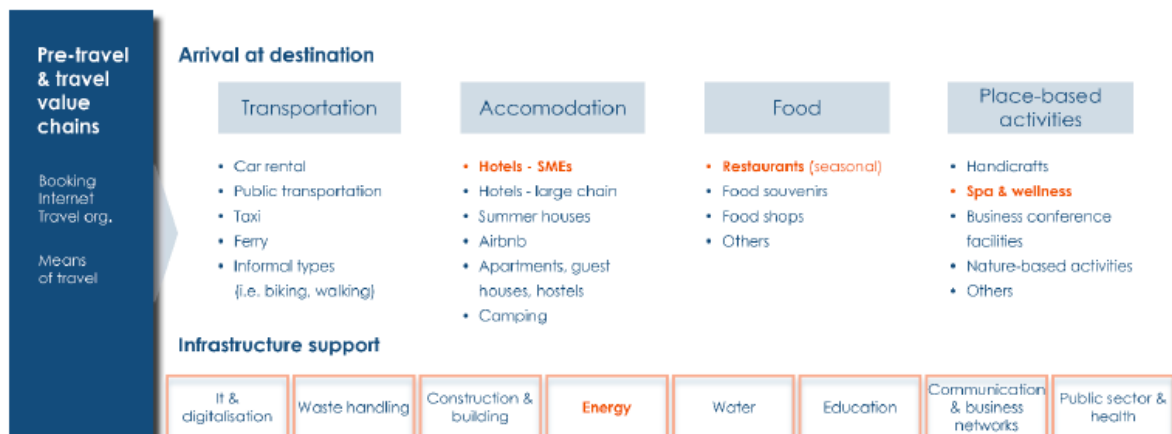 Pre-travel
& travel
value
chains
Booking
Internet
Travel org.
Means
of travel
Arrival at destination
Transportation
• Car rental
• Public transportation
• Taxi
• Ferry
• Informal types
(i.e. biking, walking)
Accomodation
• Hotels - SMEs
• Hotels - large chain
• Summer houses
• Airbnb
• Apartments, guest
houses, hostels
• Camping
Food
• Restaurants (seasonal)
• Food souvenirs
• Food shops
• Others
Place-based
activities
• Handicrafts
• Spa & wellness
• Business conference
facilities
• Nature-based activities
• Others
Infrastructure support
It &
digitalisation
Waste handling
Construction &
building
Energy
Water
Education
Communication
& business
networks
Public sector &
health